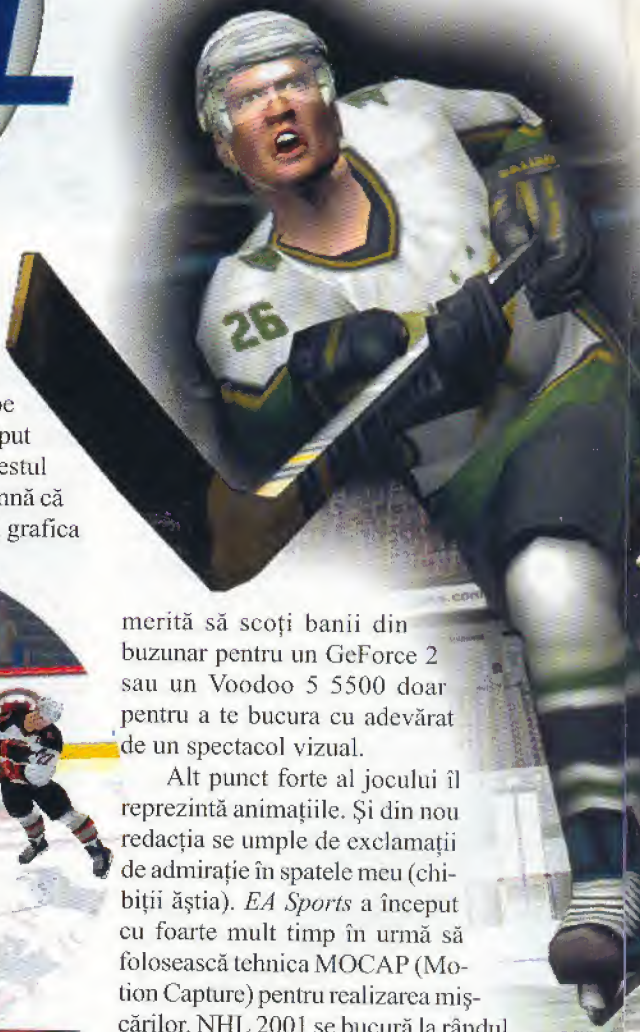 26
grafica
merită să scoți banii din
buzunar pentru un GeForce 2
sau un Voodoo 5 5500 doar
pentru a te bucura cu adevărat
de un spectacol vizual.
Alt punct forte al jocului îl
reprezintă animațiile. Și din nou
redacția se umple de exclamații
de admirație în spatele meu (chi-
biții ăștia). EA Sports a început
cu foarte mult timp în urmă să
folosească tehnica MOCAP (Mo-
tion Capture) pentru realizarea miș-
cărilor. NHL 2001 se bucură la rândul